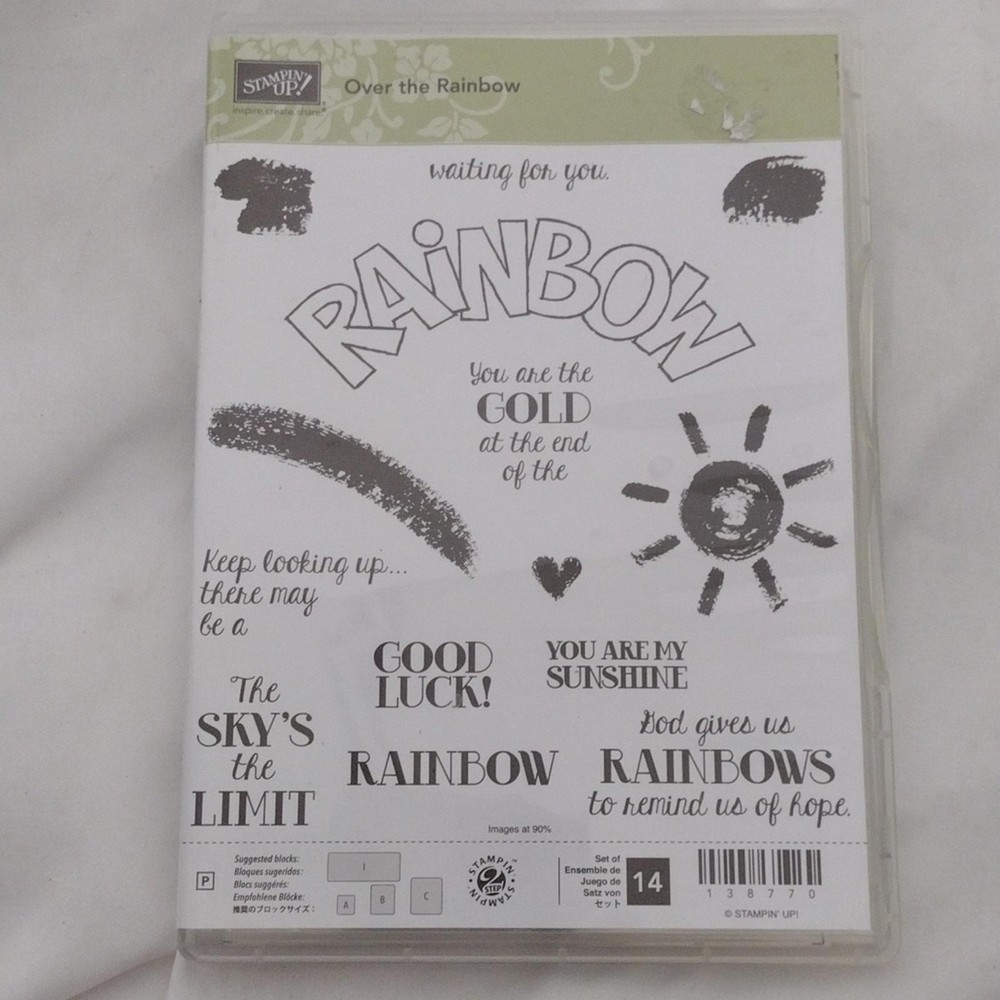 STAMPIN' UP!
inspire.create.share.
Over the Rainbow
waiting for you.
RAiNBOW
You are the
GOLD
at the end
of the
Keep looking up...
there may
be a
GOOD
LUCK!
YOU ARE MY
SUNSHINE
The
SKY'S
the
LIMIT
RAINBOW
God gives us
RAINBOWS
to remind us of hope.
Images at 90%
P
Suggested blocks:
Bloques sugeridos:
Blocs suggérés:
Empfohlene Blöcke:
推奨のブロックサイズ:
I
A
B
C
STAMPIN 2 STEP STAMPIN
Set of
Ensemble de
Juego de
Satz von
セット
14
138770
© STAMPIN' UP!